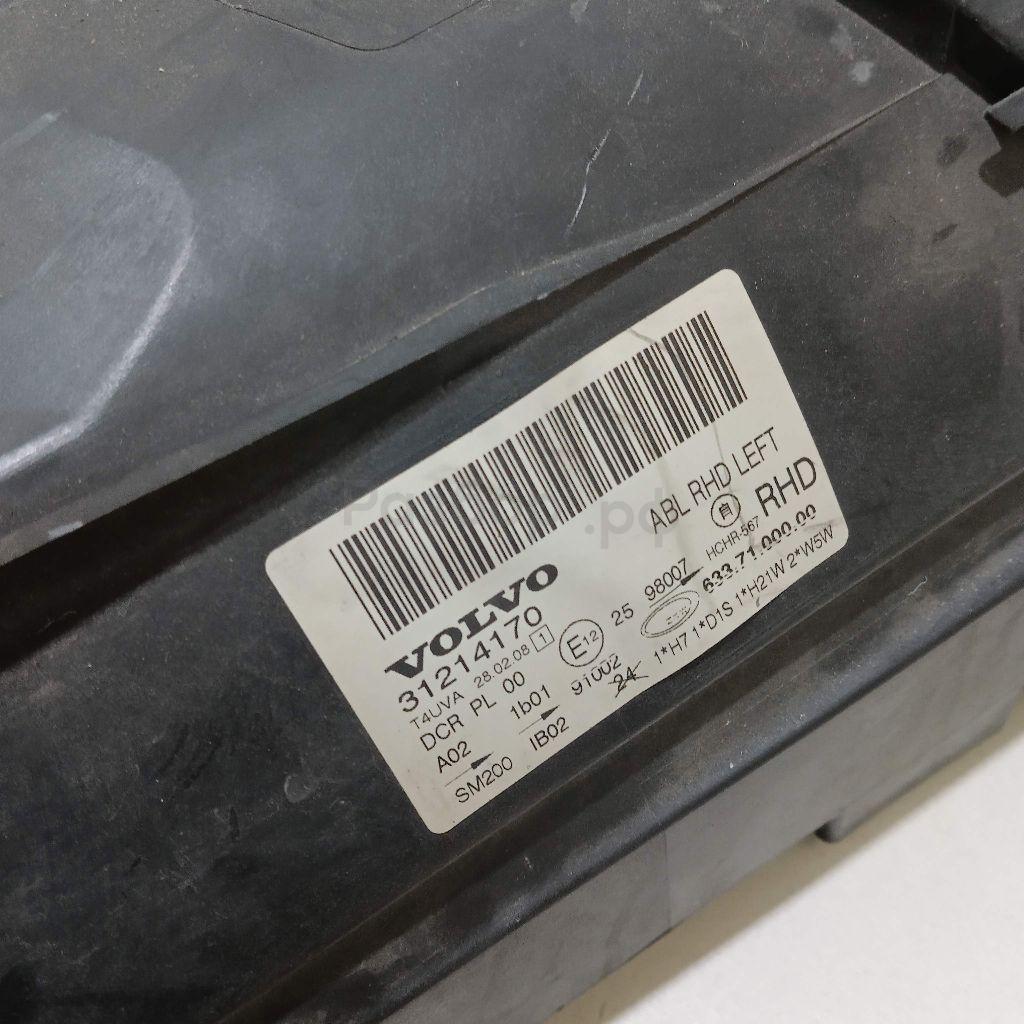 ABL RHD LEFT
VOLVO
31214170
T4UVA 28.02.08 1
HCHR-567 RHD
DCR PL 00 E12 25 98007
633.71.000.00
A02 1b01 91002
1*H7 1*D1S 1*H21W 2*W5W
SM200 IB02 24